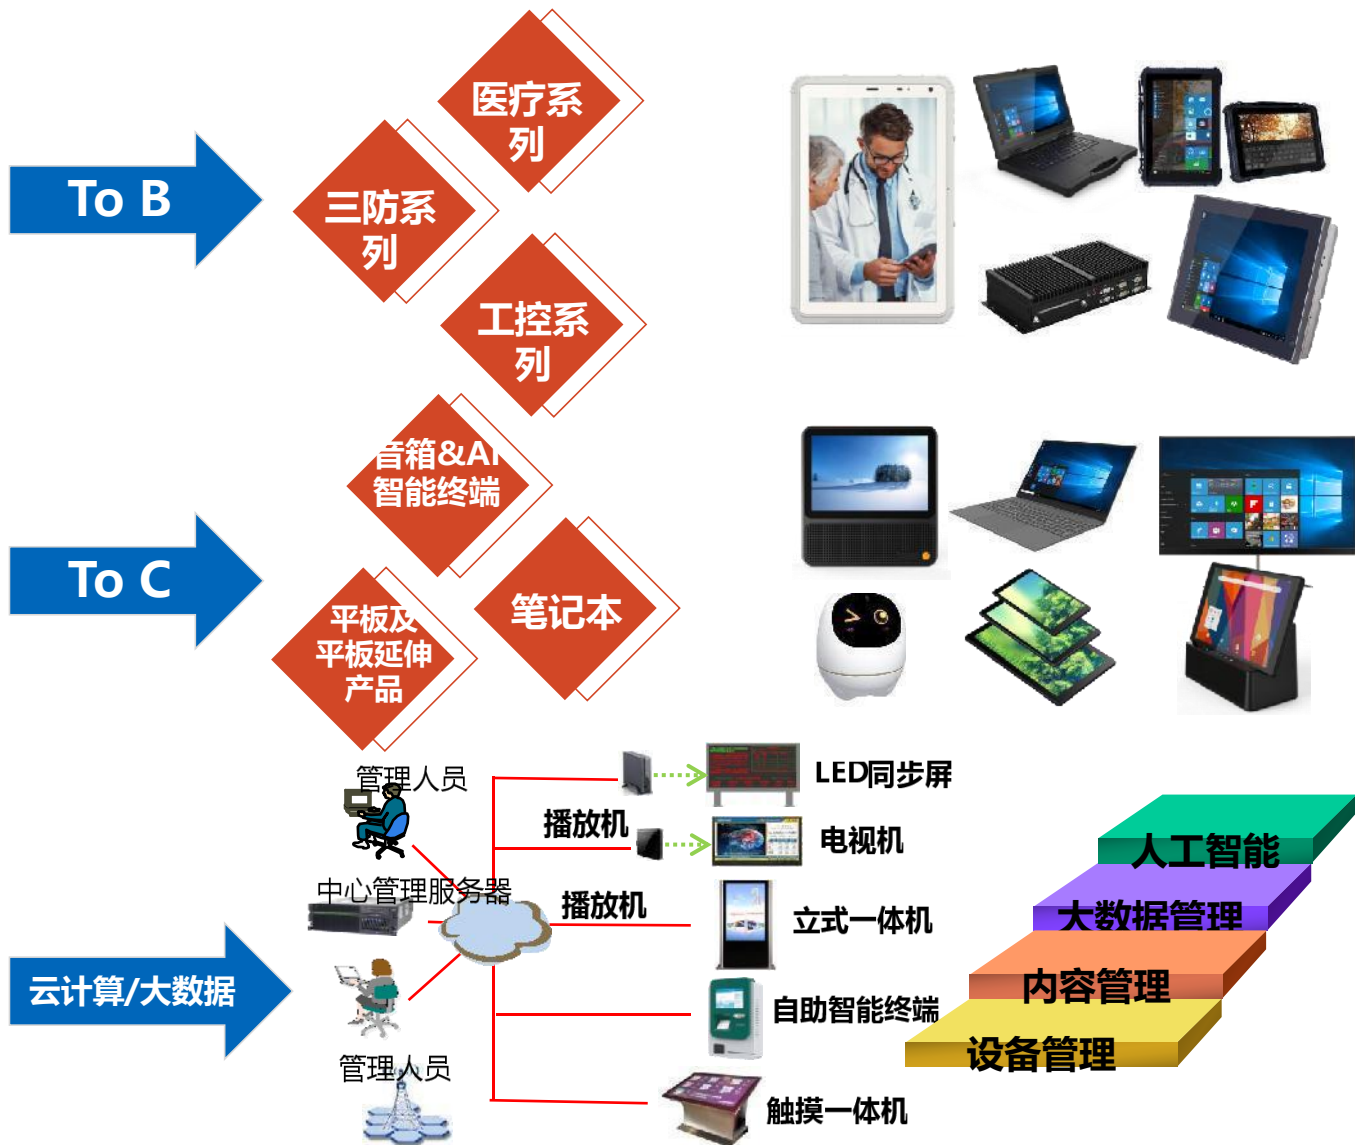 To B
医疗系
列
三防系
列
工控系
列
To C
音箱&AI
智能终端
笔记本
平板及
平板延伸
产品
云计算/大数据
管理人员
中心管理服务器
管理人员
播放机
播放机
LED同步屏
电视机
立式一体机
自助智能终端
触摸一体机
人工智能
大数据管理
内容管理
设备管理